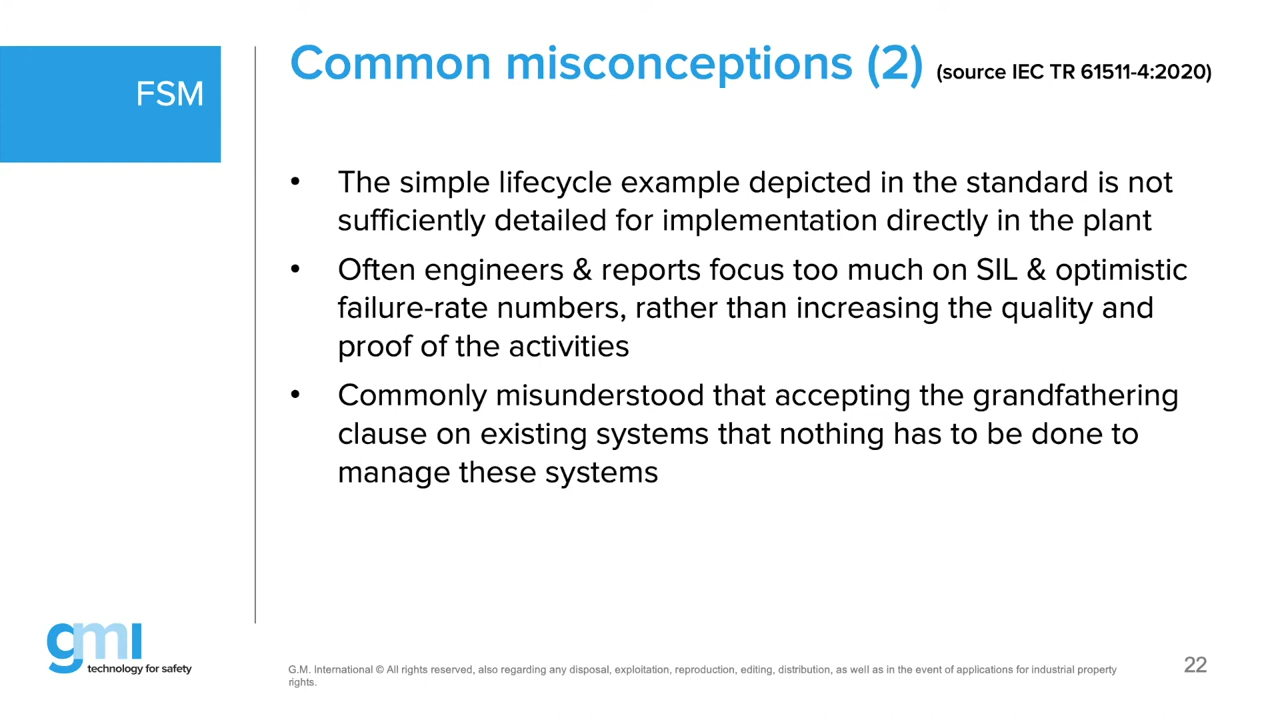 FSM
Common misconceptions (2) (source IEC TR 61511-4:2020)
• The simple lifecycle example depicted in the standard is not
sufficiently detailed for implementation directly in the plant
• Often engineers & reports focus too much on SIL & optimistic
failure-rate numbers, rather than increasing the quality and
proof of the activities
• Commonly misunderstood that accepting the grandfathering
clause on existing systems that nothing has to be done to
manage these systems
gmi
technology for safety
G.M. International © All rights reserved, also regarding any disposal, exploitation, reproduction, editing, distribution, as well as in the event of applications for industrial property
rights.
22